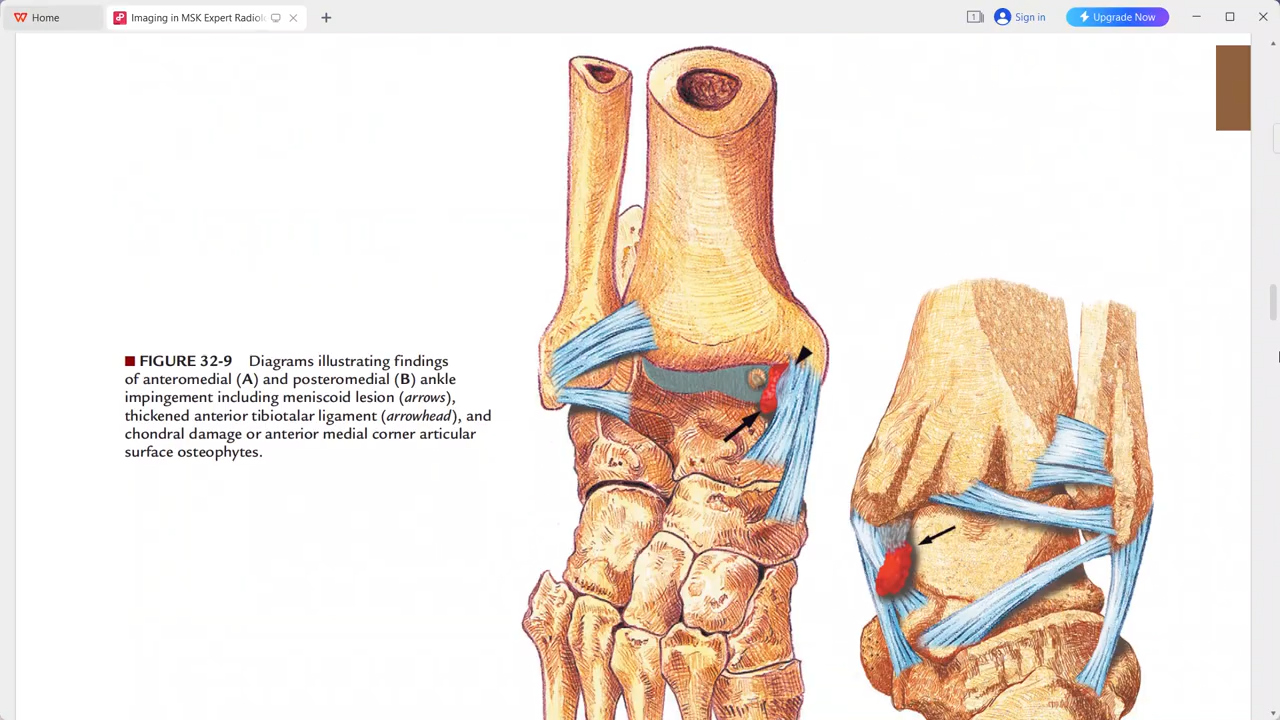 Home
Imaging in MSK Expert Radiolo
1
Sign in
Upgrade Now
FIGURE 32-9 Diagrams illustrating findings
of anteromedial (A) and posteromedial (B) ankle
impingement including meniscoid lesion (arrows),
thickened anterior tibiotalar ligament (arrowhead), and
chondral damage or anterior medial corner articular
surface osteophytes.